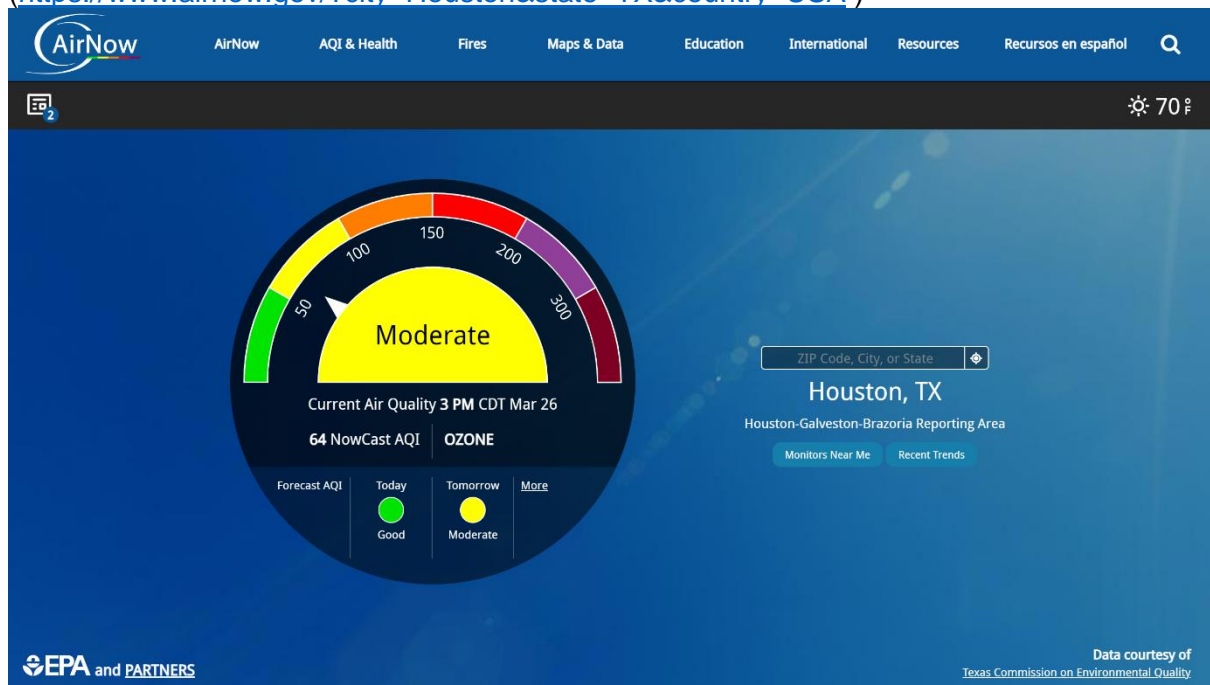 AirNow
AirNow AQI & Health Fires Maps & Data Education International Resources Recursos en español
2
70 °F
50
100
150
200
300
Moderate
Current Air Quality 3 PM CDT Mar 26
64 NowCast AQI OZONE
Forecast AQI Today Tomorrow More
Good Moderate
ZIP Code, City, or State
Houston, TX
Houston-Galveston-Brazoria Reporting Area
Monitors Near Me Recent Trends
EPA and PARTNERS
Data courtesy of
Texas Commission on Environmental Quality